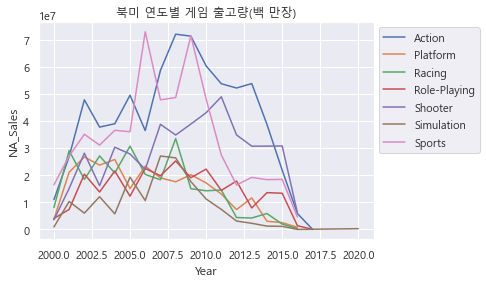 북미 연도별 게임 출고량(백 만장)
1e7
7
6
5
4
3
2
1
0
NA_Sales
2000.0 2002.5 2005.0 2007.5 2010.0 2012.5 2015.0 2017.5 2020.0
Year
Action
Platform
Racing
Role-Playing
Shooter
Simulation
Sports